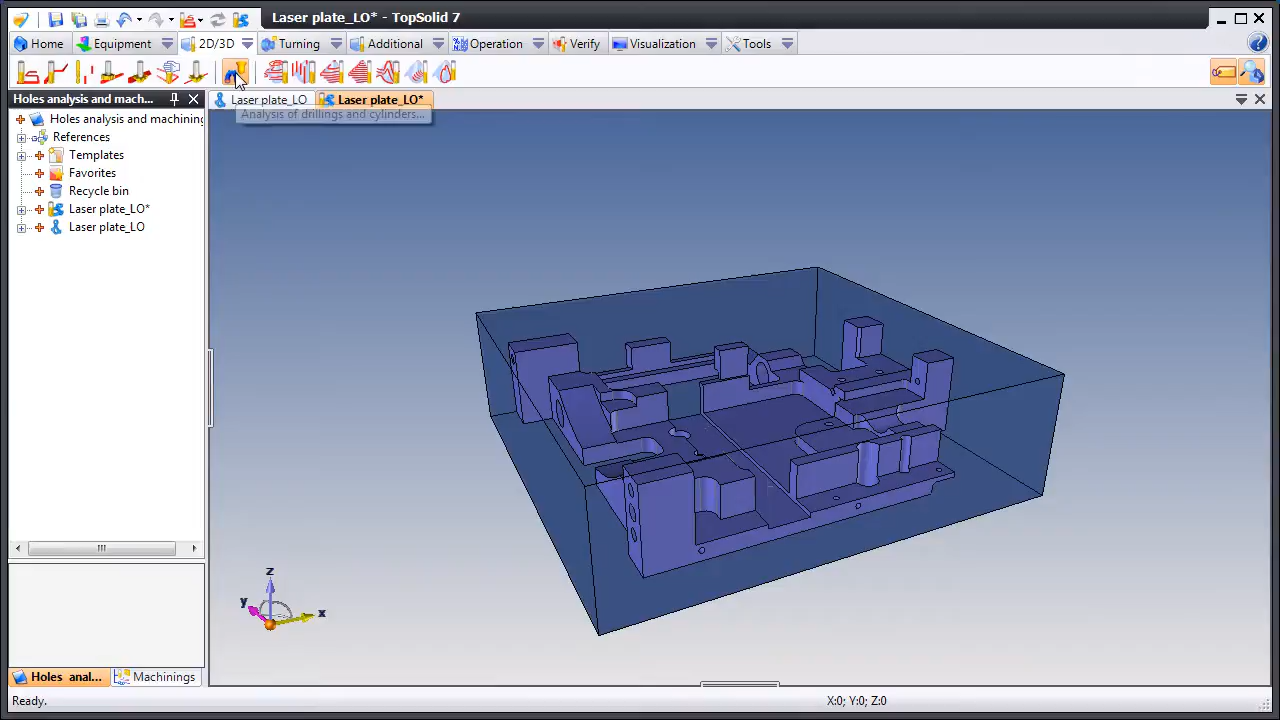 Laser plate_LO* - TopSolid 7
Home
Equipment
2D/3D
Turning
Additional
Operation
Verify
Visualization
Tools
Holes analysis and mach...
Laser plate_LO
Laser plate_LO*
Analysis of drillings and cylinders...
Holes analysis and machining
References
Templates
Favorites
Recycle bin
Laser plate_LO*
Laser plate_LO
z
y
x
Holes anal...
Machinings
Ready.
X:0; Y:0; Z:0